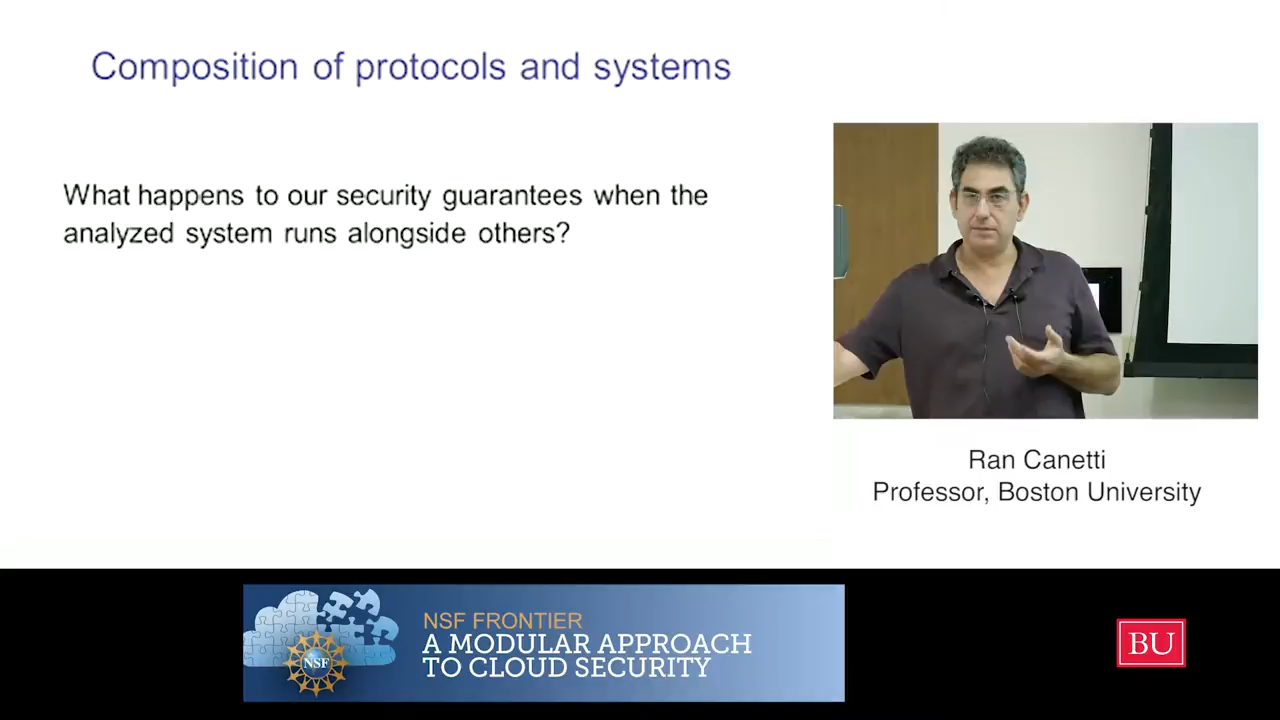 Composition of protocols and systems
What happens to our security guarantees when the
analyzed system runs alongside others?
Ran Canetti
Professor, Boston University
NSF FRONTIER
A MODULAR APPROACH
TO CLOUD SECURITY
NSF
BU